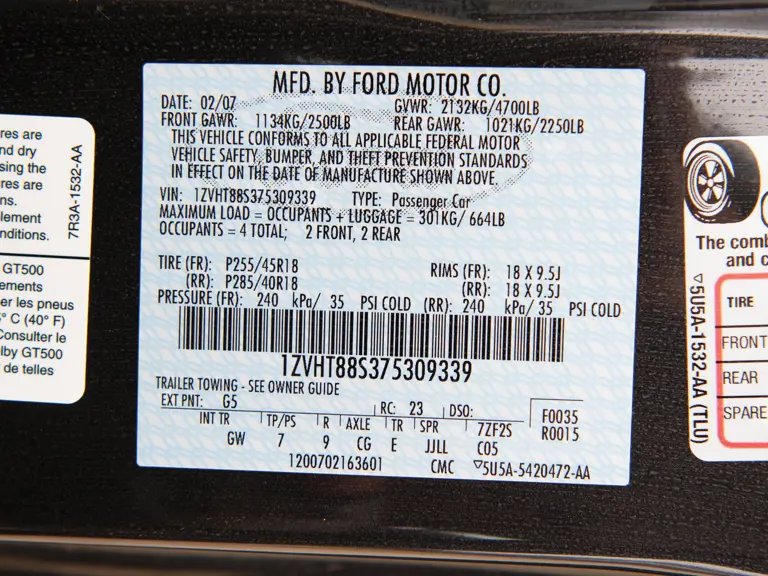 MFD. BY FORD MOTOR CO.
DATE: 02/07 GVWR: 2132KG/4700LB
FRONT GAWR: 1134KG/2500LB REAR GAWR: 1021KG/2250LB
THIS VEHICLE CONFORMS TO ALL APPLICABLE FEDERAL MOTOR
VEHICLE SAFETY, BUMPER, AND THEFT PREVENTION STANDARDS
IN EFFECT ON THE DATE OF MANUFACTURE SHOWN ABOVE.
VIN: 1ZVHT88S375309339 TYPE: Passenger Car
MAXIMUM LOAD = OCCUPANTS + LUGGAGE = 301KG/ 664LB
OCCUPANTS = 4 TOTAL; 2 FRONT, 2 REAR
TIRE (FR): P255/45R18 RIMS (FR): 18 X 9.5J
(RR): P285/40R18 (RR): 18 X 9.5J
PRESSURE (FR): 240 kPa/ 35 PSI COLD (RR): 240 kPa/ 35 PSI COLD
1ZVHT88S375309339
TRAILER TOWING - SEE OWNER GUIDE
EXT PNT: G5 RC: 23 DSO: F0035
INT TR TP/PS R AXLE TR SPR 7ZF2S R0015
GW 7 9 CG E JJLL C05
1200702163601 CMC 5U5A-5420472-AA
res are
nd dry
sing the
res are
ns.
lement
nditions.
7R3A-1532-AA
GT500
ements
er les pneus
° C (40° F)
Consulter le
lby GT500
de telles
The comb
and c
TIRE
FRONT
REAR
SPARE
5U5A-1532-AA (TLU)